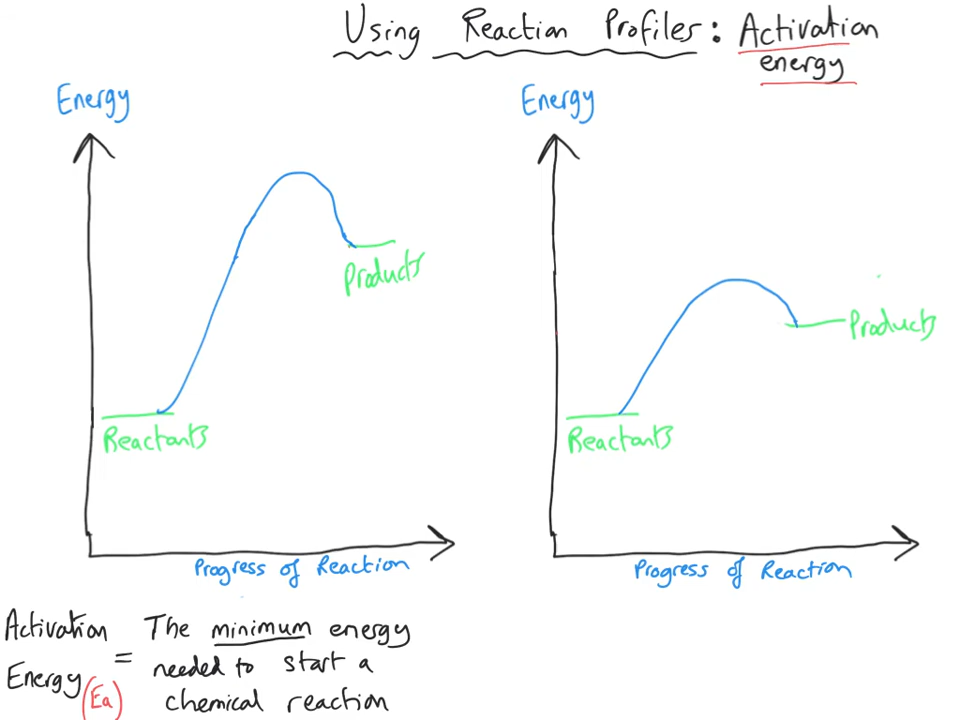 Using Reaction Profiles: Activation
energy
Energy
Energy
Products
Products
Reactants
Reactants
Progress of Reaction
Progress of Reaction
Activation
Energy (Ea)
=
The minimum energy
needed to start a
chemical reaction